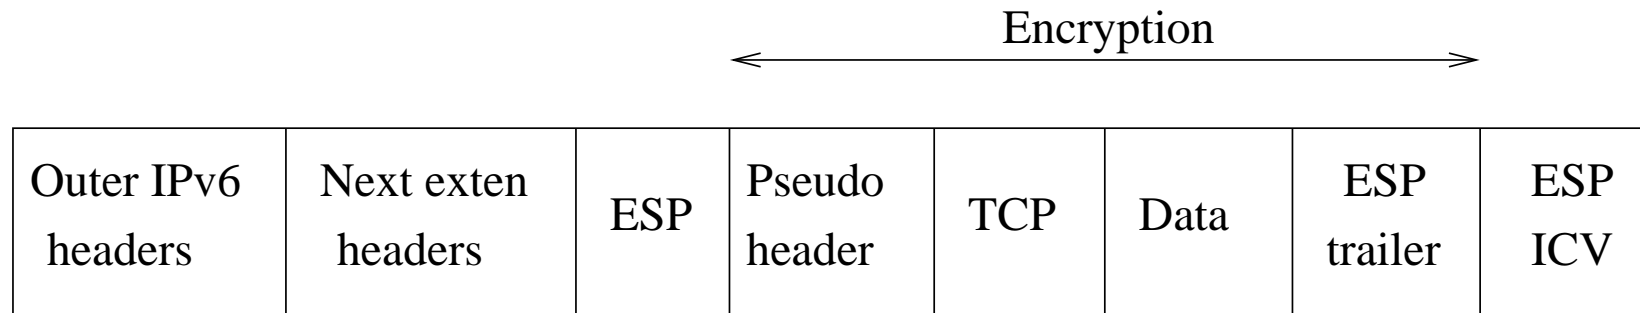 Encryption
Outer IPv6
headers
Next exten
headers
ESP
Pseudo
header
TCP
Data
ESP
trailer
ESP
ICV